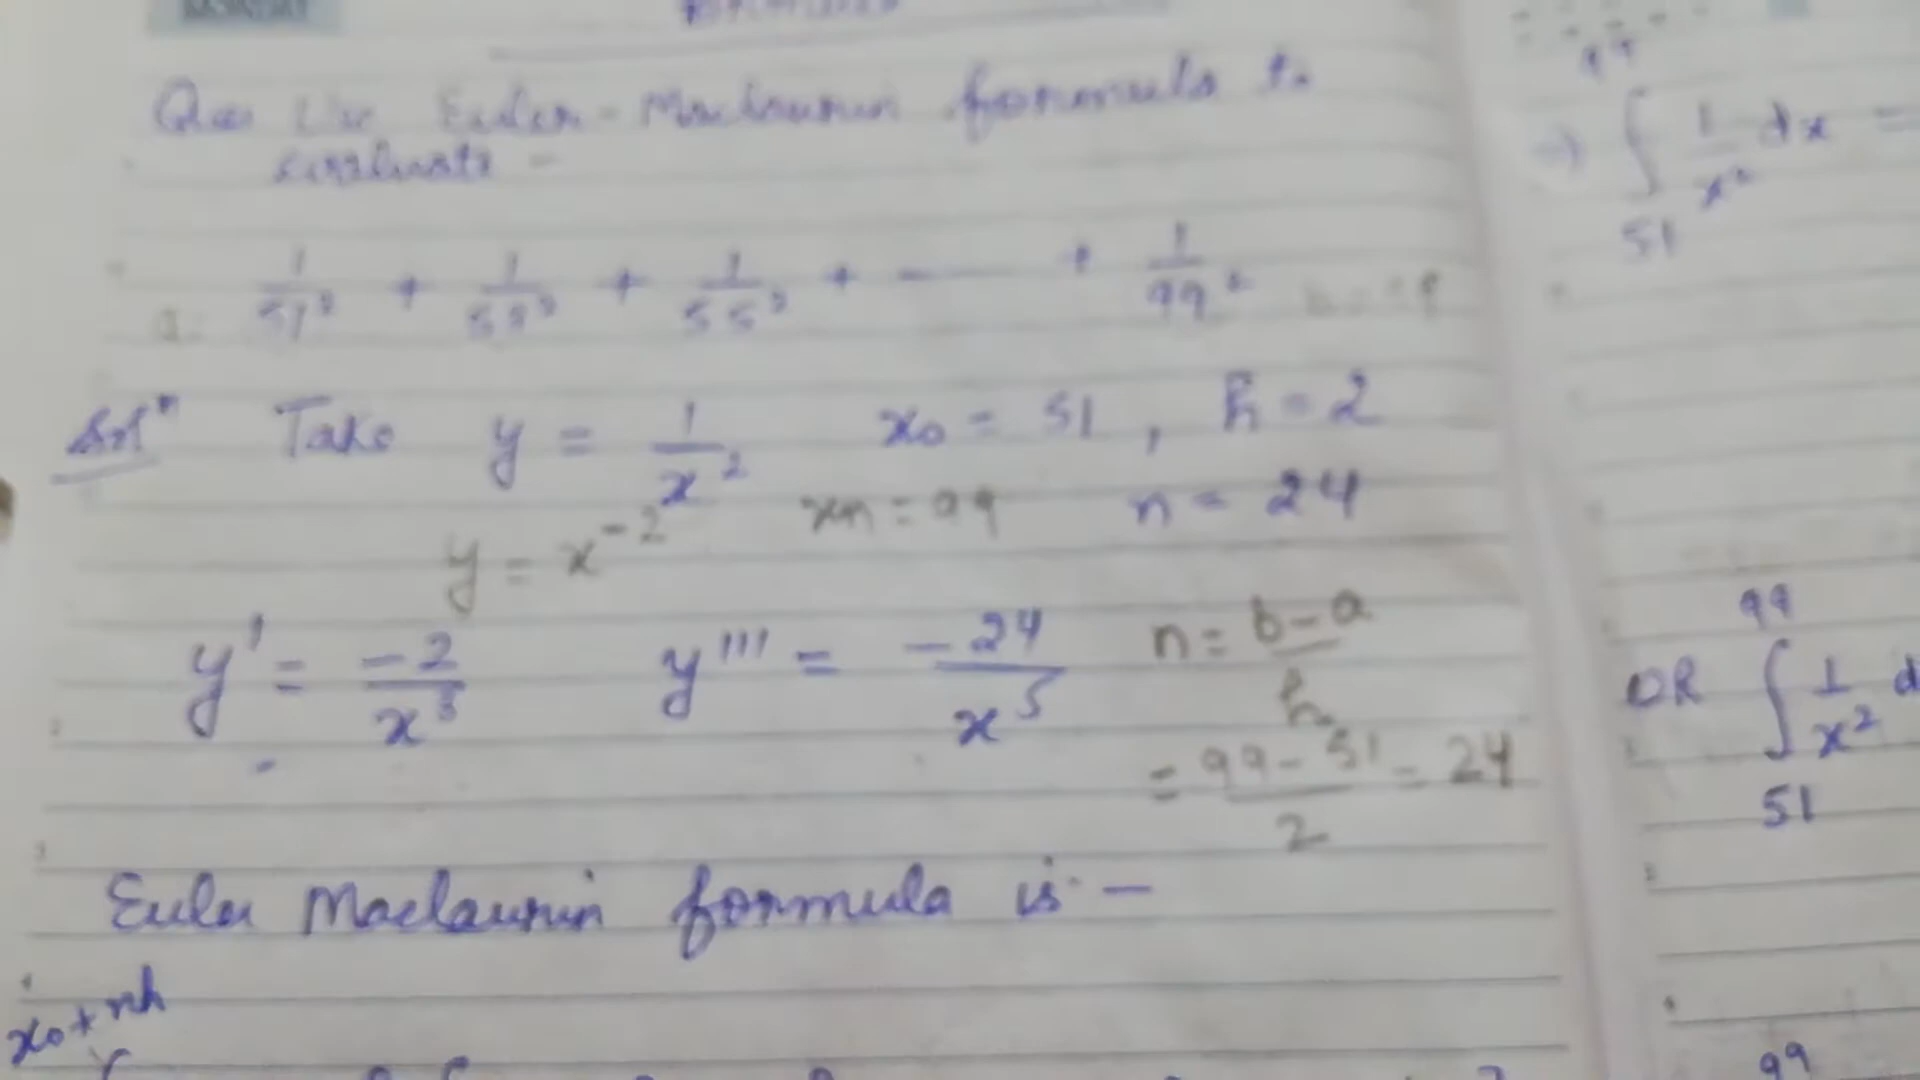 Ques Use Euler-Maclaurin formula to
evaluate -
1/51² + 1/53² + 1/55² + — + 1/99²
Solⁿ Take y = 1/x² x₀ = 51, h = 2
y = x⁻² xn = 99 n = 24
y' = -2/x³ y''' = -24/x⁵ n = b-a/h
= 99-51/2 = 24
Euler Maclaurin formula is -
x₀+nh
99
⇒ ∫ 1/x² dx =
51
99
OR ∫ 1/x² d
51
99